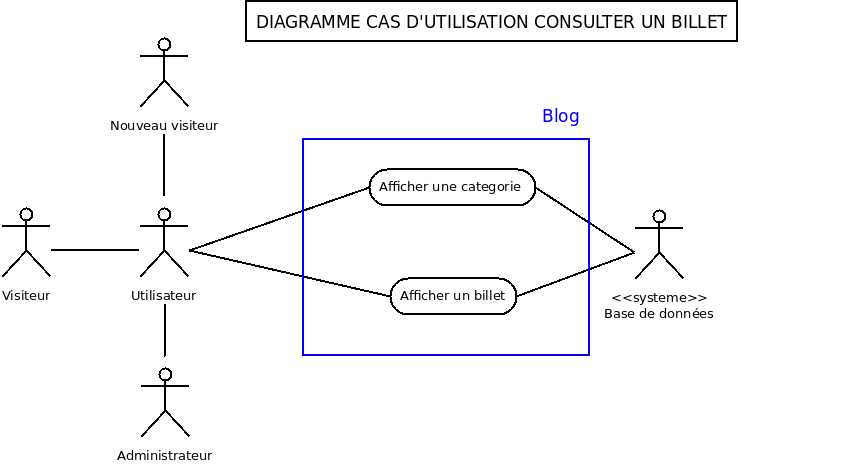 DIAGRAMME CAS D'UTILISATION CONSULTER UN BILLET
Nouveau visiteur
Blog
Afficher une categorie
Visiteur
Utilisateur
Afficher un billet
<<systeme>>
Base de données
Administrateur